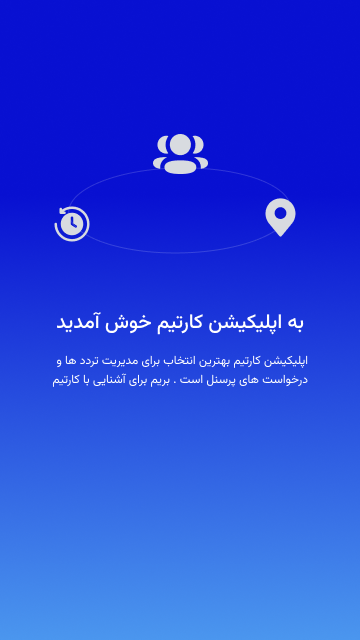 به اپلیکیشن کارتیم خوش آمدید
اپلیکیشن کارتیم بهترین انتخاب برای مدیریت تردد ها و
درخواست های پرسنل است . بریم برای آشنایی با کارتیم